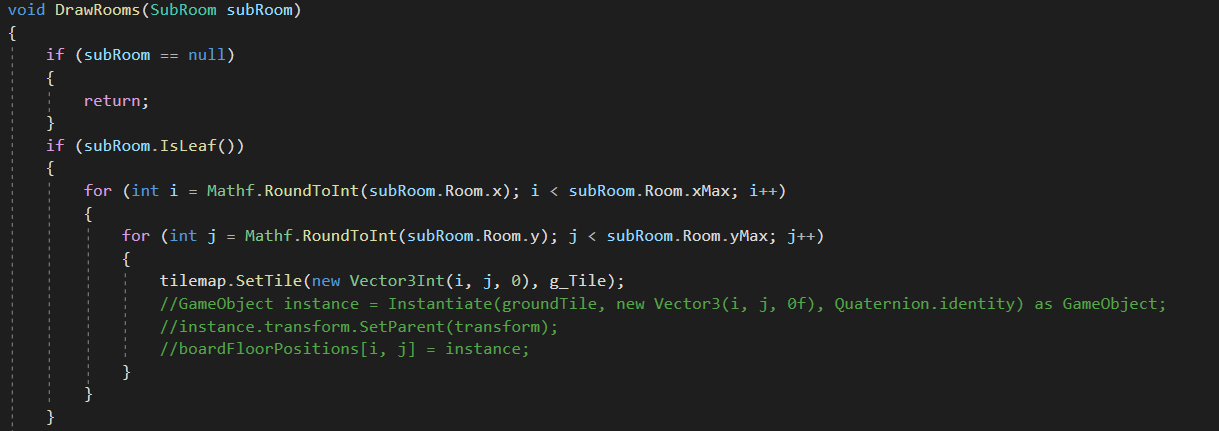 void DrawRooms(SubRoom subRoom)
{
if (subRoom == null)
{
return;
}
if (subRoom.IsLeaf())
{
for (int i = Mathf.RoundToInt(subRoom.Room.x); i < subRoom.Room.xMax; i++)
{
for (int j = Mathf.RoundToInt(subRoom.Room.y); j < subRoom.Room.yMax; j++)
{
tilemap.SetTile(new Vector3Int(i, j, 0), g_Tile);
//GameObject instance = Instantiate(groundTile, new Vector3(i, j, 0f), Quaternion.identity) as GameObject;
//instance.transform.SetParent(transform);
//boardFloorPositions[i, j] = instance;
}
}
}